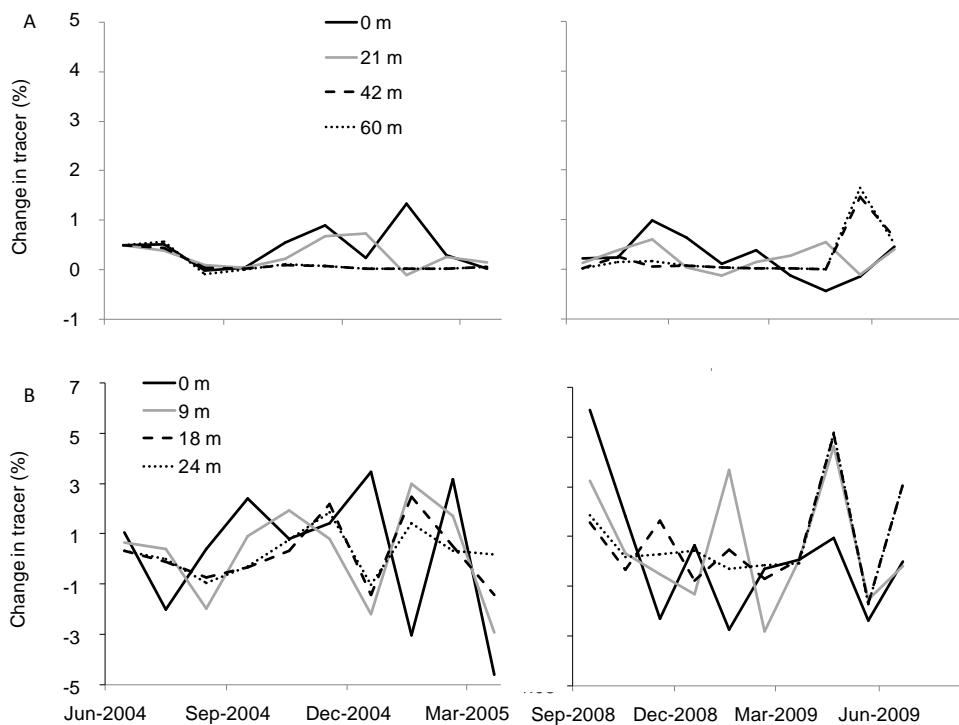 A
Change in tracer (%)
5
4
3
2
1
0
-1
0 m
21 m
42 m
60 m
B
Change in tracer (%)
7
5
3
1
-1
-3
-5
0 m
9 m
18 m
24 m
Jun-2004 Sep-2004 Dec-2004 Mar-2005 Sep-2008 Dec-2008 Mar-2009 Jun-2009